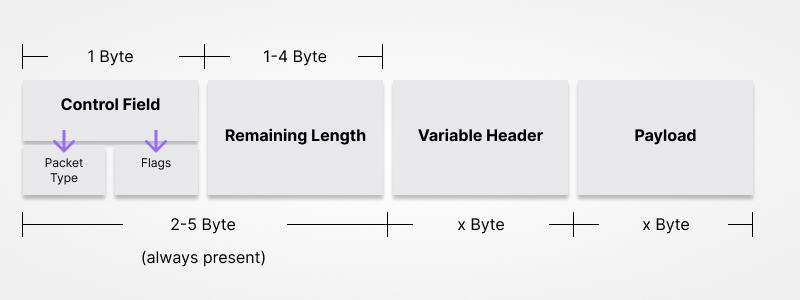 1 Byte
1-4 Byte
Control Field
Remaining Length
Variable Header
Payload
Packet
Type
Flags
2-5 Byte
x Byte
x Byte
(always present)